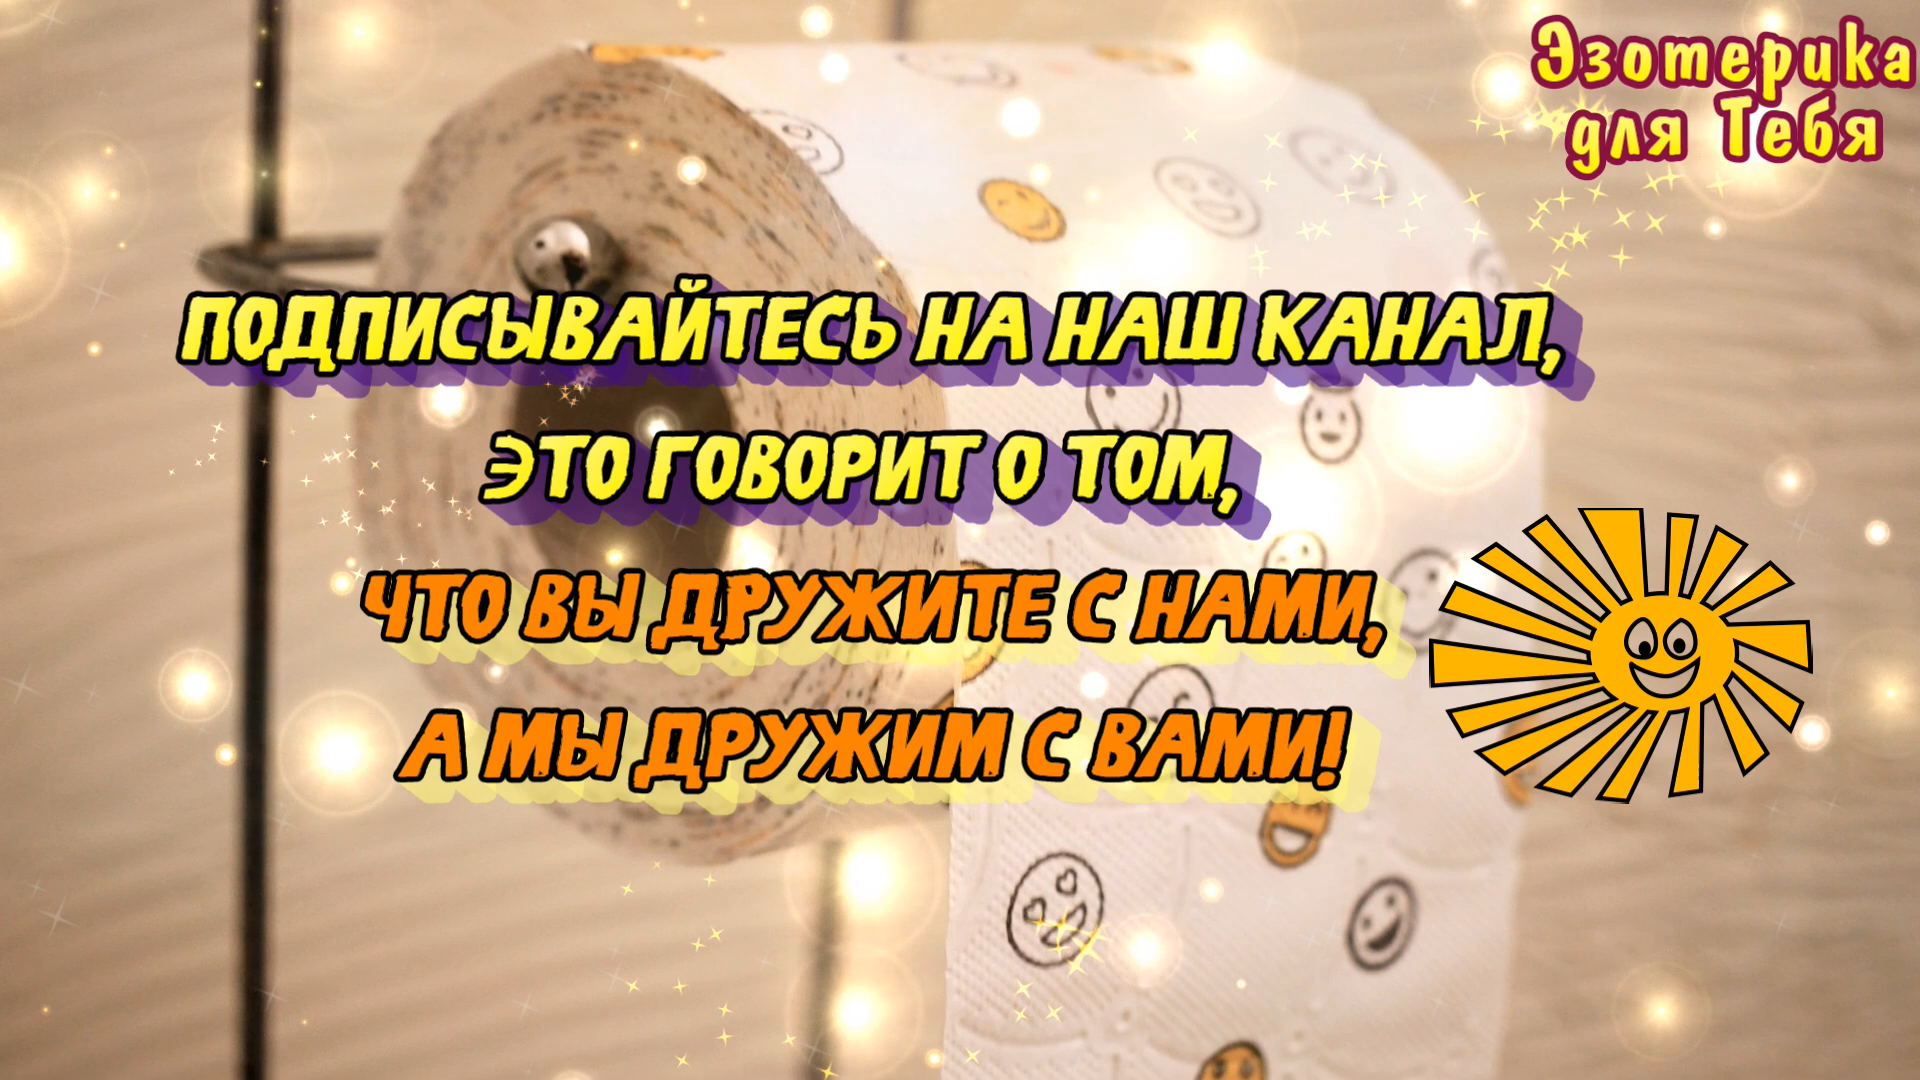 Эзотерика
для Тебя
ПОДПИСЫВАЙТЕСЬ НА НАШ КАНАЛ,
ЭТО ГОВОРИТ О ТОМ,
ЧТО ВЫ ДРУЖИТЕ С НАМИ,
А МЫ ДРУЖИМ С ВАМИ!